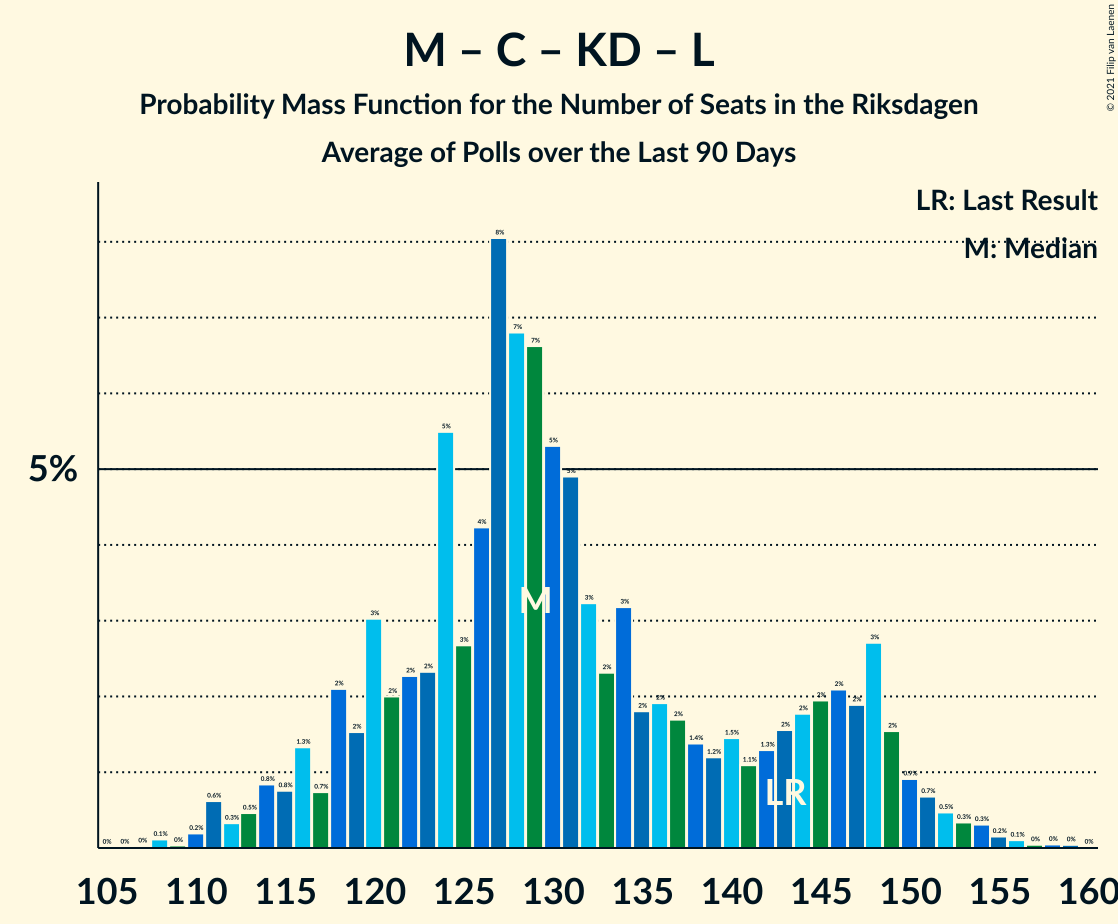 M – C – KD – L
Probability Mass Function for the Number of Seats in the Riksdagen
Average of Polls over the Last 90 Days
© 2021 Filip van Laenen
LR: Last Result
M: Median
5%
0% 0% 0% 0.1% 0% 0.2% 0.6% 0.3% 0.5% 0.8% 0.8% 1.3% 0.7% 2% 2% 3% 2% 2% 2% 5% 3% 4% 8% 7% 7% 5% 5% 3% 2% 3% 2% 2% 2% 1.4% 1.2% 1.5% 1.1% 1.3% 2% 2% 2% 2% 2% 3% 2% 0.9% 0.7% 0.5% 0.3% 0.3% 0.2% 0.1% 0% 0% 0% 0%
M
LR
105 110 115 120 125 130 135 140 145 150 155 160